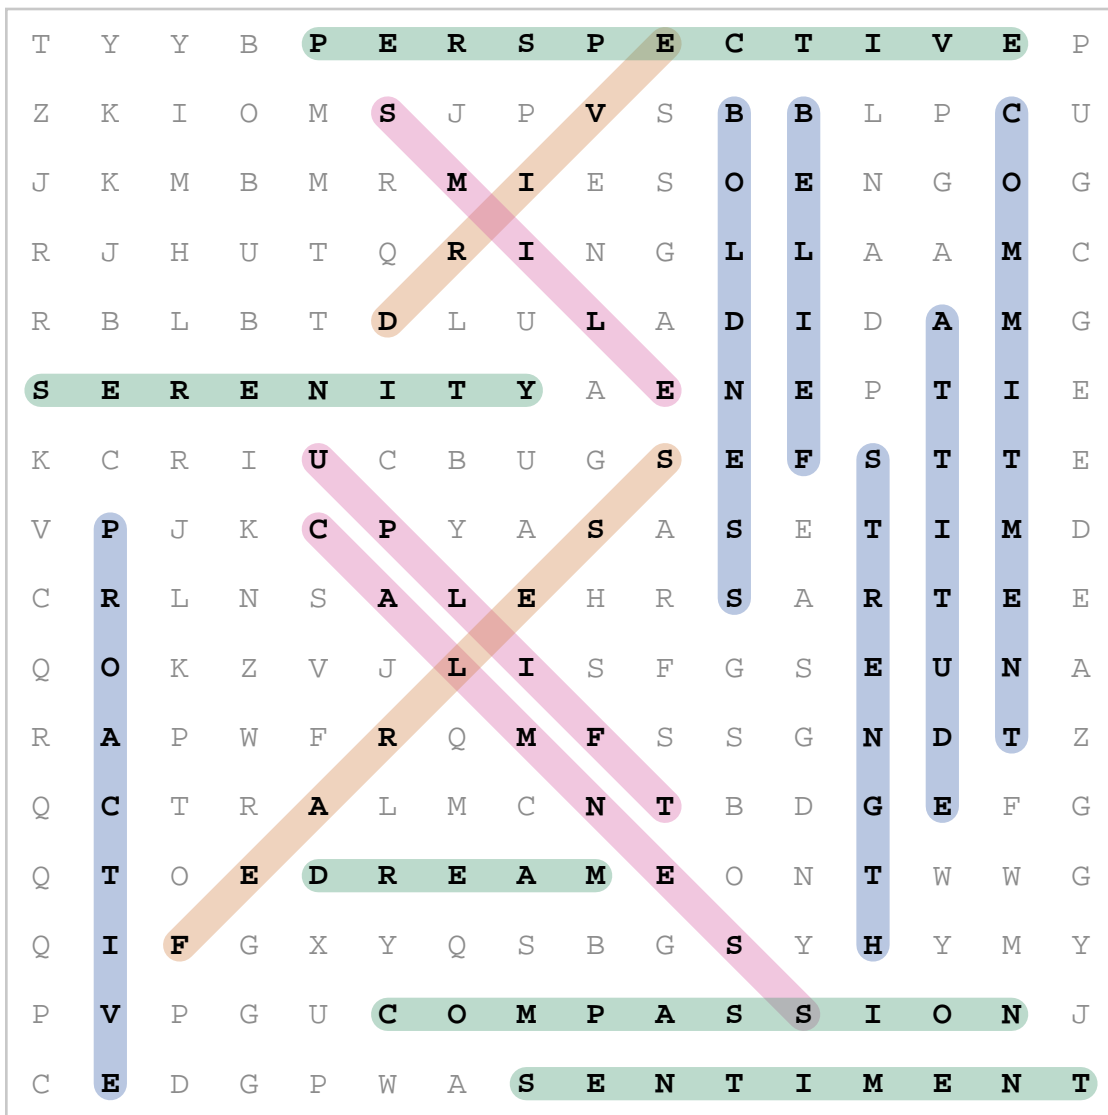 T Y Y B P E R S P E C T I V E P
Z K I O M S J P V S B B L P C U
J K M B M R M I E S O E N G O G
R J H U T Q R I N G L L A A M C
R B L B T D L U L A D I D A M G
S E R E N I T Y A E N E P T I E
K C R I U C B U G S E F S T T E
V P J K C P Y A S A S E T I M D
C R L N S A L E H R S A R T E E
Q O K Z V J L I S F G S E U N A
R A P W F R Q M F S S G N D T Z
Q C T R A L M C N T B D G E F G
Q T O E D R E A M E O N T W W G
Q I F G X Y Q S B G S Y H Y M Y
P V P G U C O M P A S S I O N J
C E D G P W A S E N T I M E N T